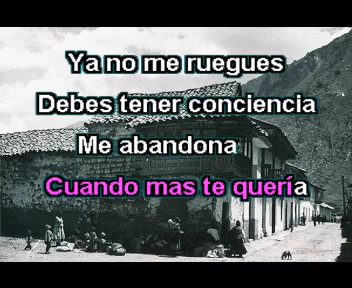 Ya no me ruegues
Debes tener conciencia
Me abandona
Cuando mas te quería